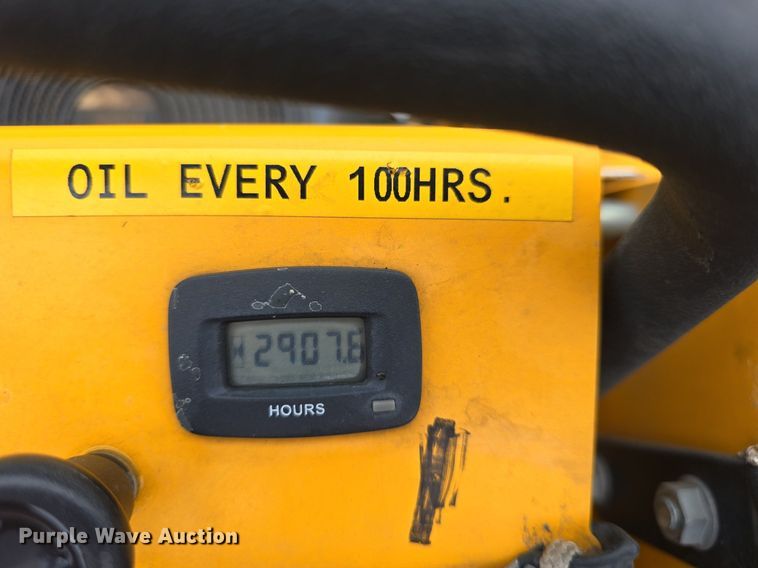 OIL EVERY 100HRS.
2907.6
HOURS
Purple Wave Auction